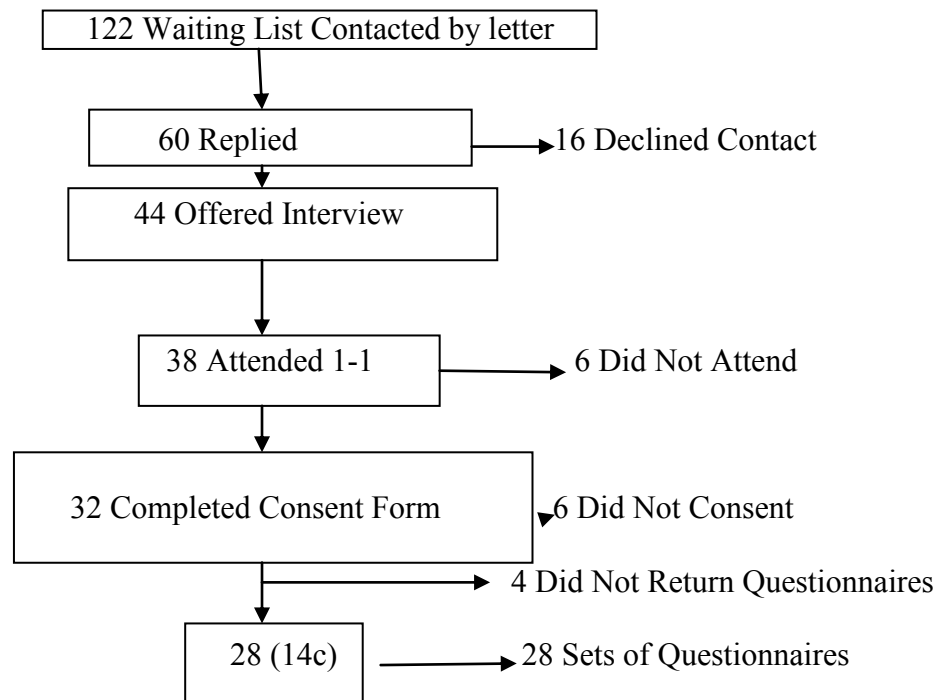 122 Waiting List Contacted by letter
60 Replied
16 Declined Contact
44 Offered Interview
38 Attended 1-1
6 Did Not Attend
32 Completed Consent Form
6 Did Not Consent
4 Did Not Return Questionnaires
28 (14c)
28 Sets of Questionnaires